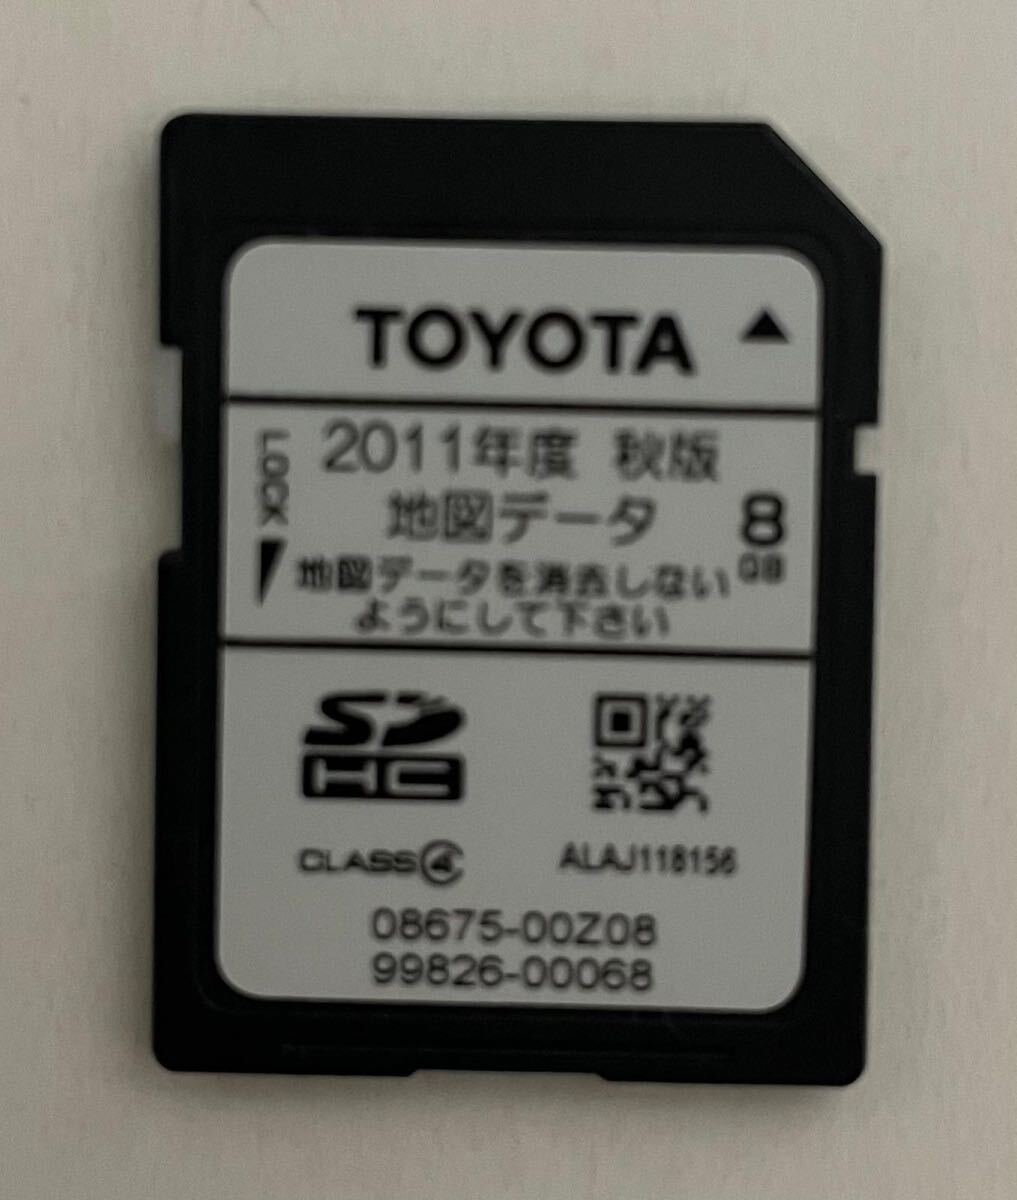 TOYOTA ▲
LOCK
2011年度 秋版
地図データ
8
GB
地図データを消去しない
ようにして下さい
SD
HC
CLASS④
ALAJ118156
08675-00Z08
99826-00068